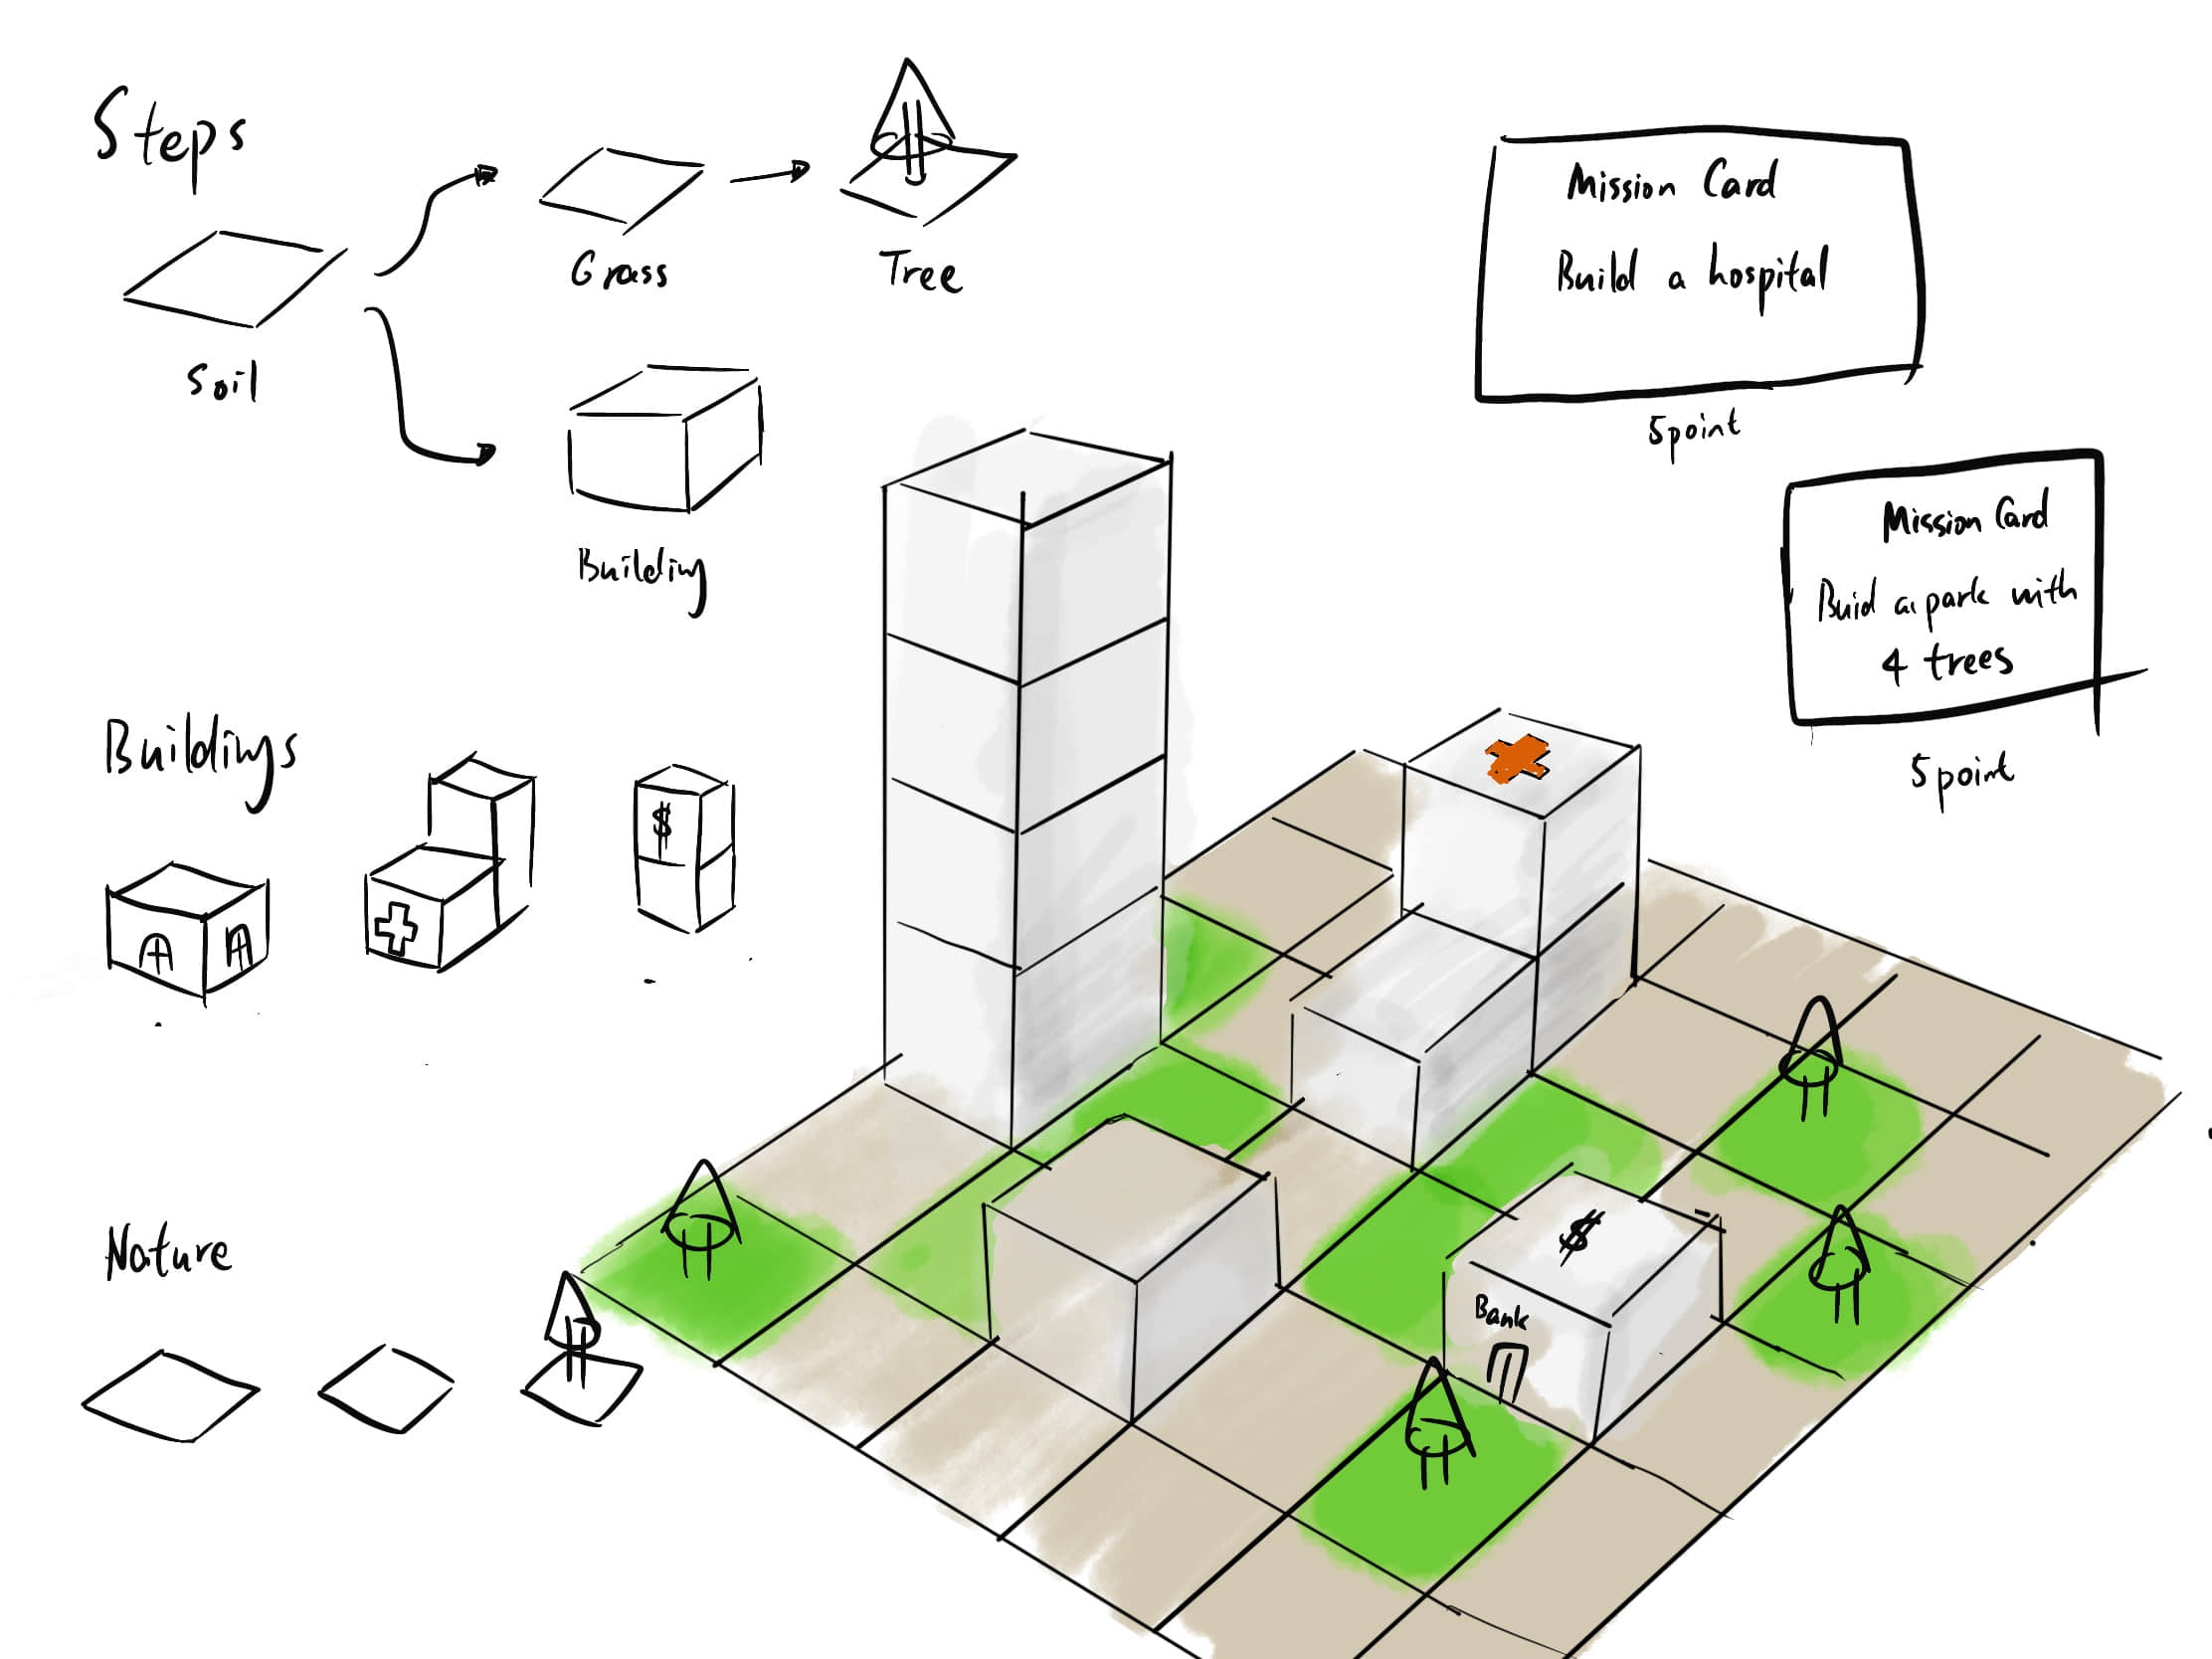 Steps
Soil
Grass
Tree
Building
Mission Card
Build a hospital
5point
Mission Card
Buid a park with
4 trees
5point
Buildings
$
Nature
$
Bank